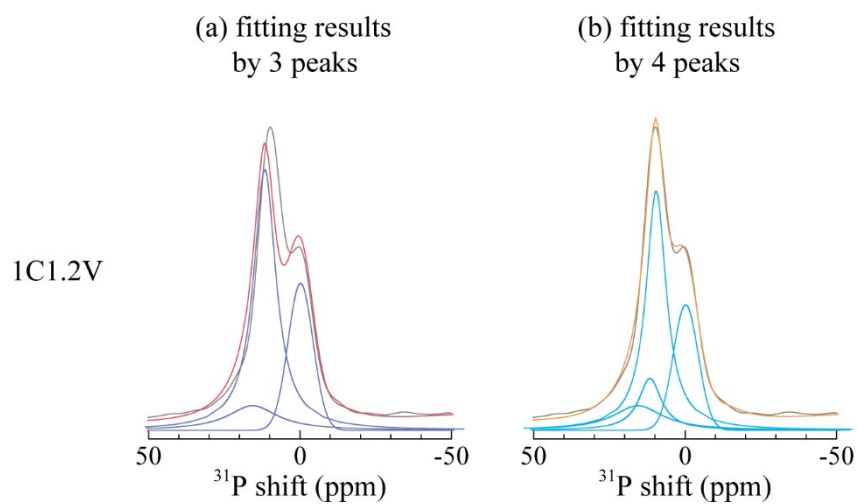 (a) fitting results
by 3 peaks
(b) fitting results
by 4 peaks
1C1.2V
50 0 -50
31P shift (ppm)
50 0 -50
31P shift (ppm)